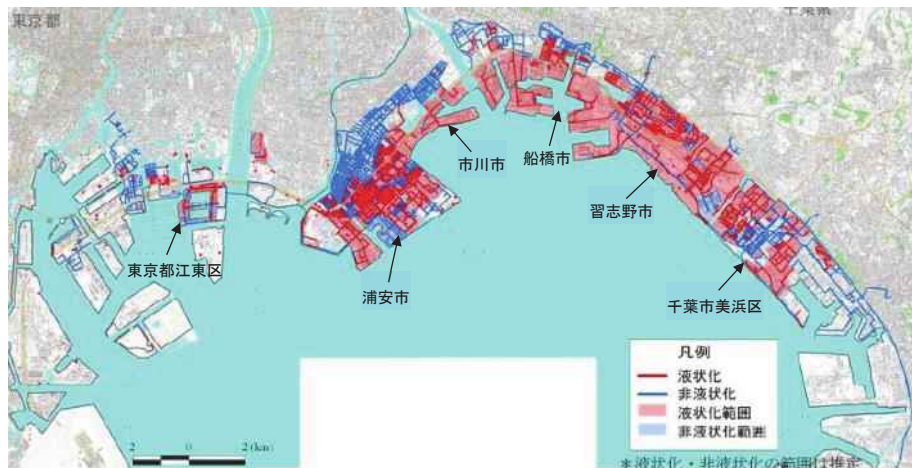 東京都
千葉県
市川市
船橋市
習志野市
東京都江東区
浦安市
千葉市美浜区
凡例
液状化
非液状化
液状化範囲
非液状化範囲
2 0 2 (km)
*液状化・非液状化の範囲は推定